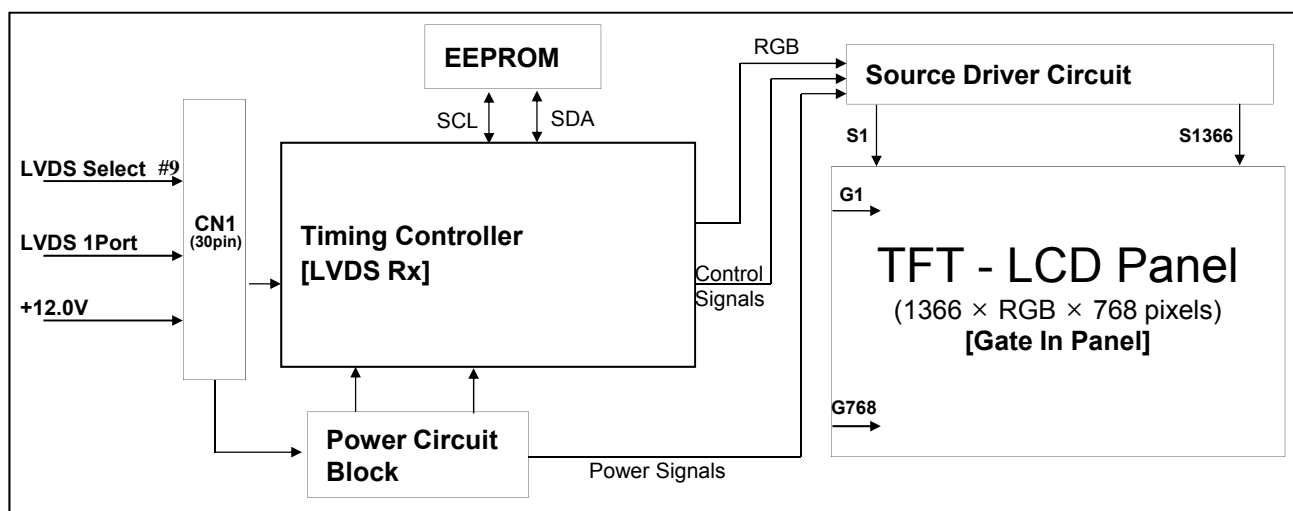 EEPROM
SCL
SDA
RGB
Source Driver Circuit
S1
S1366
LVDS Select #9
LVDS 1Port
+12.0V
CN1
(30pin)
Timing Controller
[LVDS Rx]
Control
Signals
G1
TFT - LCD Panel
(1366 × RGB × 768 pixels)
[Gate In Panel]
G768
Power Circuit
Block
Power Signals